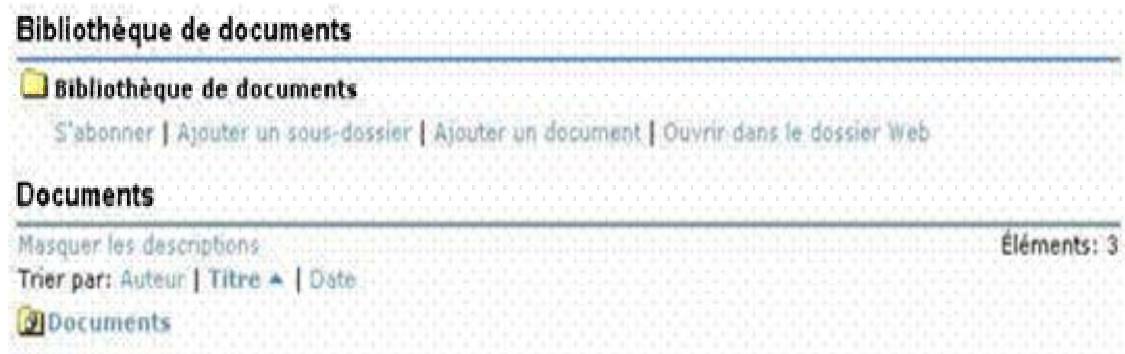 Bibliothèque de documents
Bibliothèque de documents
S'abonner | Ajouter un sous-dossier | Ajouter un document | Ouvrir dans le dossier Web
Documents
Masquer les descriptions Éléments: 3
Trier par: Auteur | Titre ▲ | Date
Documents